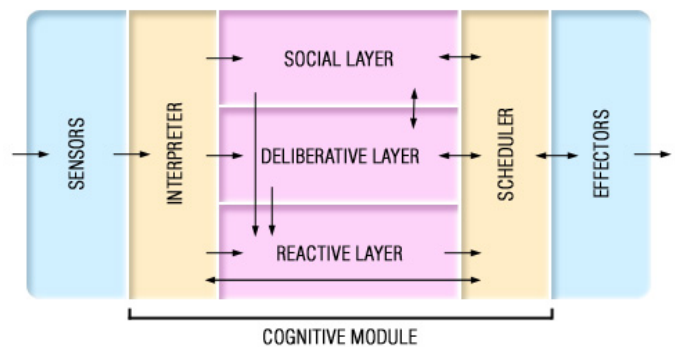 SENSORS
INTERPRETER
SOCIAL LAYER
DELIBERATIVE LAYER
REACTIVE LAYER
SCHEDULER
EFFECTORS
COGNITIVE MODULE